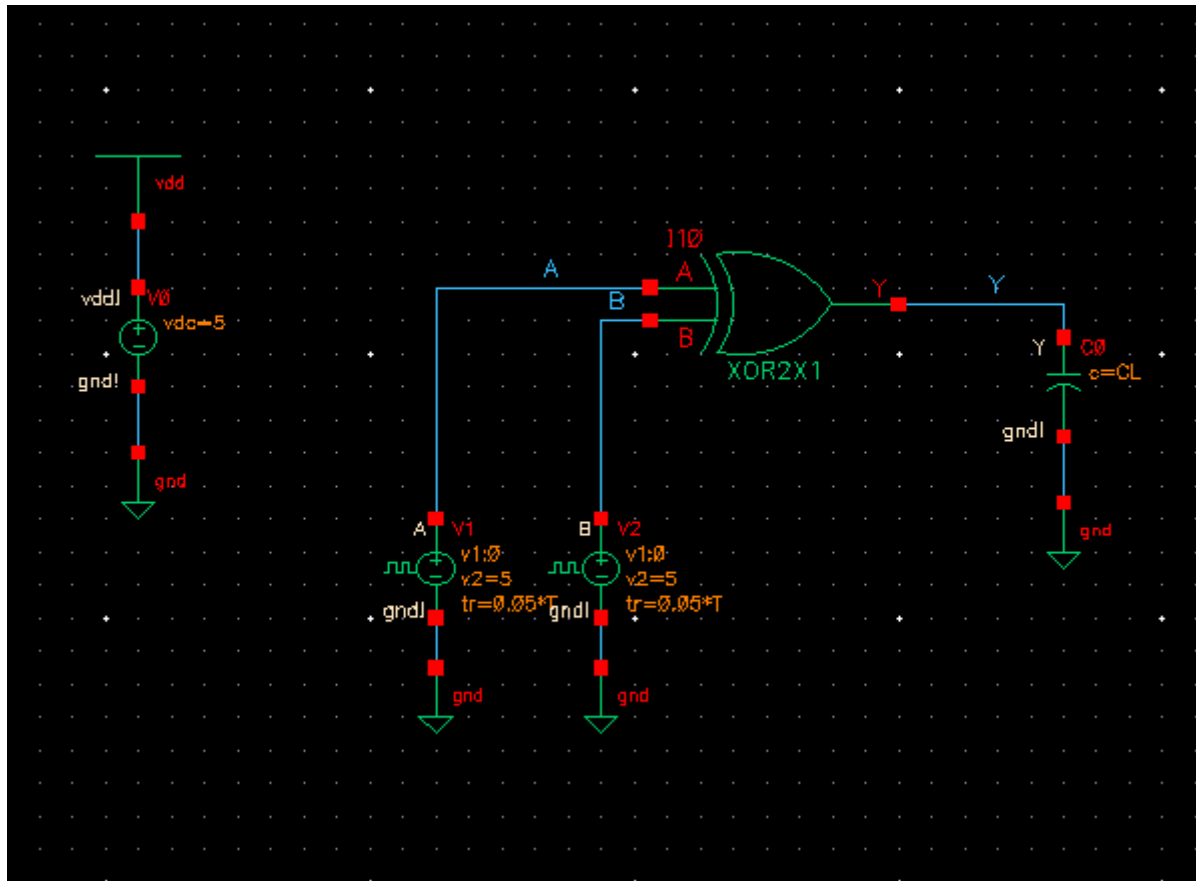 vdd
vdd!
V0
vdc=5
gnd!
gnd
I10
A
A
B
B
Y
Y
XOR2X1
Y
C0
c=CL
gnd!
gnd
A
V1
v1:0
v2=5
tr=0.05*T
gnd!
gnd
B
V2
v1:0
v2=5
tr=0.05*T
gnd!
gnd